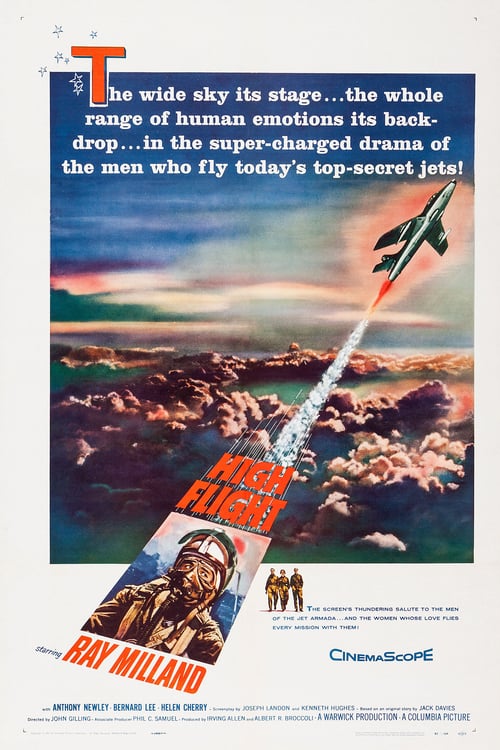 The wide sky its stage...the whole
range of human emotions its back-
drop...in the super-charged drama of
the men who fly today's top-secret jets!
HIGH
FLIGHT
starring RAY MILLAND
THE SCREEN'S THUNDERING SALUTE TO THE MEN
OF THE JET ARMADA...AND THE WOMEN WHOSE LOVE FLIES
EVERY MISSION WITH THEM!
CINEMASCOPE
with ANTHONY NEWLEY · BERNARD LEE · HELEN CHERRY · Screenplay by JOSEPH LANDON and KENNETH HUGHES · Based on an original story by JACK DAVIES
Directed by JOHN GILLING · Associate Producer PHIL C. SAMUEL · Produced by IRVING ALLEN and ALBERT R. BROCCOLI · A WARWICK PRODUCTION · A COLUMBIA PICTURE